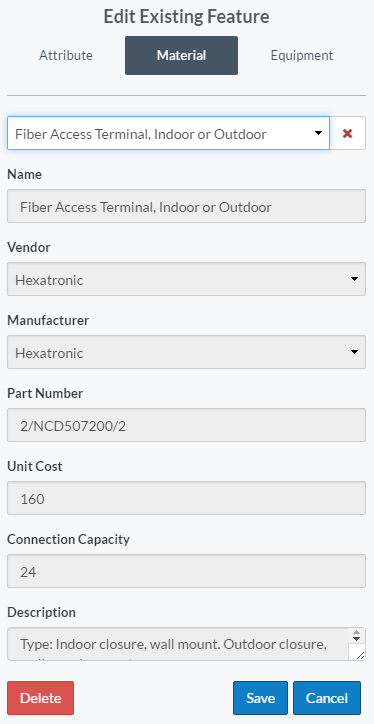 Edit Existing Feature
Attribute Material Equipment
Fiber Access Terminal, Indoor or Outdoor
Name
Fiber Access Terminal, Indoor or Outdoor
Vendor
Hexatronic
Manufacturer
Hexatronic
Part Number
2/NCD507200/2
Unit Cost
160
Connection Capacity
24
Description
Type: Indoor closure, wall mount. Outdoor closure,
Delete Save Cancel